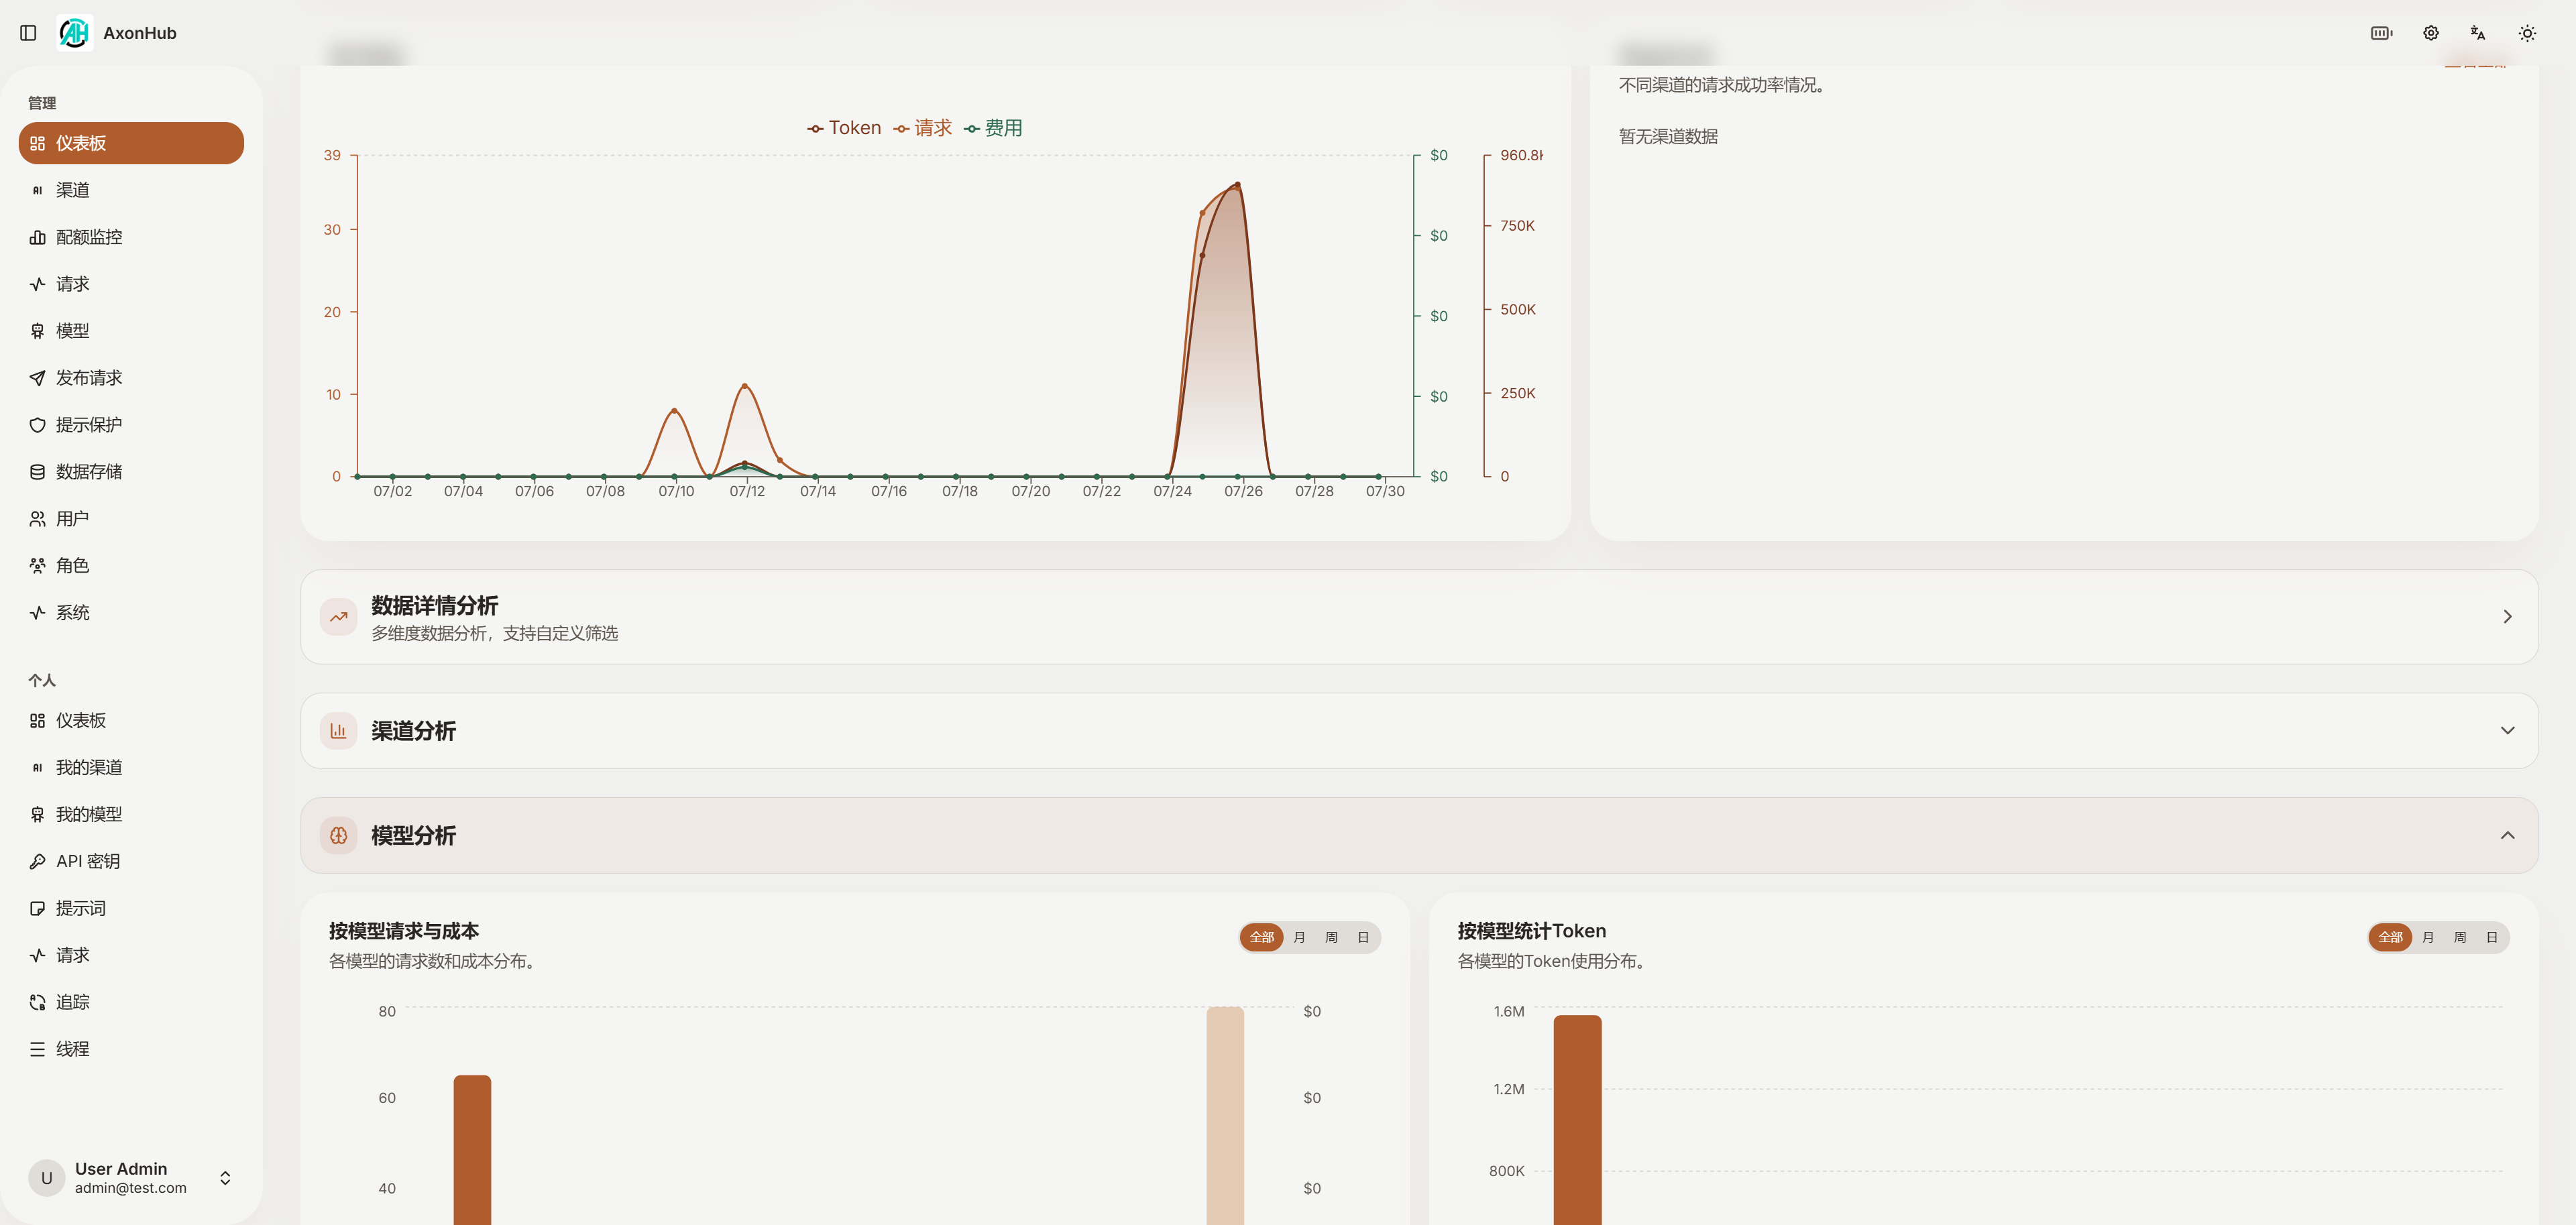 AxonHub
管理
仪表板
渠道
配额监控
请求
模型
发布请求
提示保护
数据存储
用户
角色
系统
个人
仪表板
我的渠道
我的模型
API 密钥
提示词
请求
追踪
线程
U
User Admin
admin@test.com
Token 请求 费用
39
30
20
10
0
07/02 07/04 07/06 07/08 07/10 07/12 07/14 07/16 07/18 07/20 07/22 07/24 07/26 07/28 07/30
$0
$0
$0
$0
$0
960.8K
750K
500K
250K
0
不同渠道的请求成功率情况。
暂无渠道数据
数据详情分析
多维度数据分析，支持自定义筛选
渠道分析
模型分析
按模型请求与成本
各模型的请求数和成本分布。
全部 月 周 日
80
60
40
$0
$0
$0
按模型统计Token
各模型的Token使用分布。
全部 月 周 日
1.6M
1.2M
800K